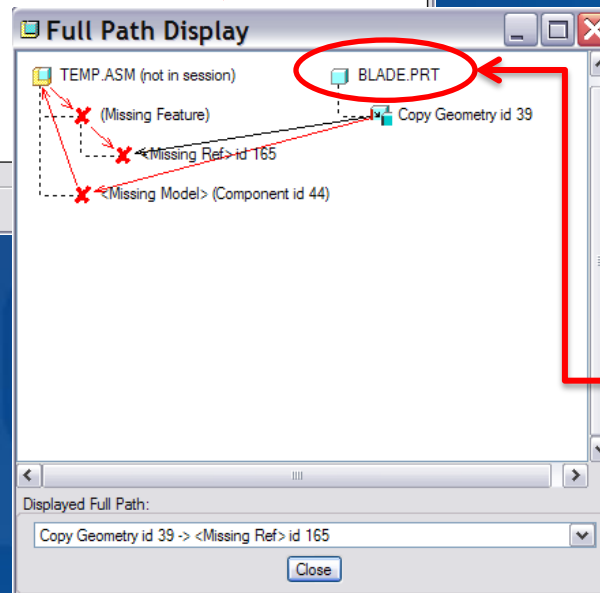 Full Path Display
TEMP.ASM (not in session)
BLADE.PRT
(Missing Feature)
Copy Geometry id 39
<Missing Ref> id 165
<Missing Model> (Component id 44)
Displayed Full Path:
Copy Geometry id 39 -> <Missing Ref> id 165
Close